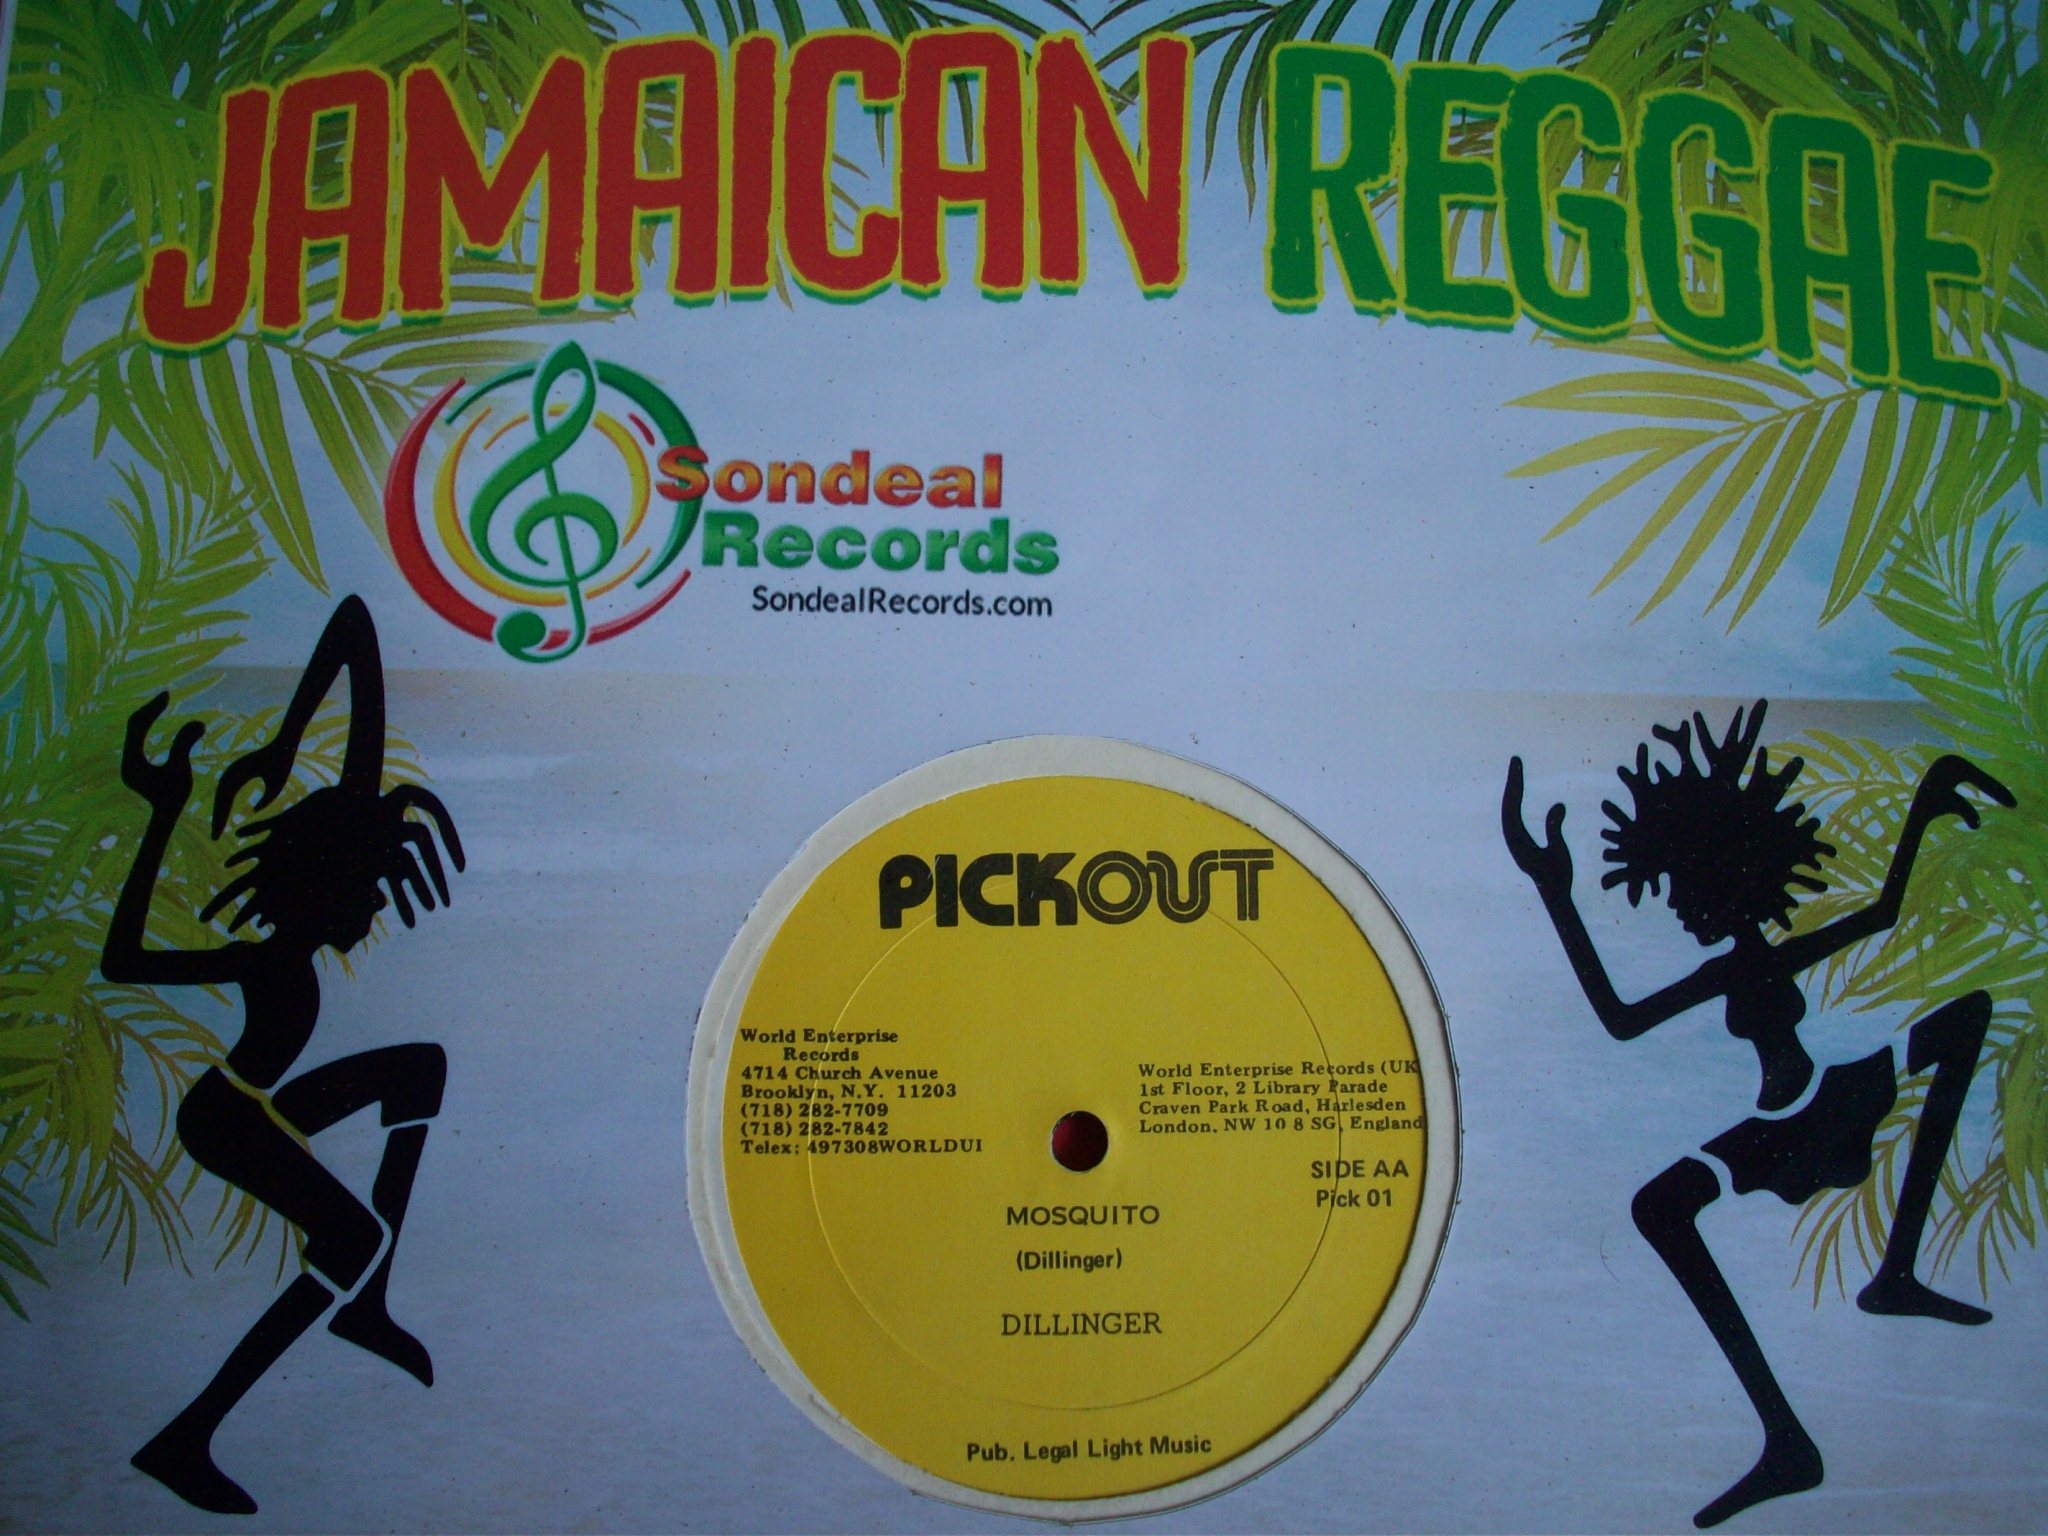 JAMAICAN REGGAE
Sondeal
Records
SondealRecords.com
PICKOUT
World Enterprise
Records
4714 Church Avenue
Brooklyn, N.Y. 11203
(718) 282-7709
(718) 282-7842
Telex: 497308WORLDUI
World Enterprise Records (UK
1st Floor, 2 Library Parade
Craven Park Road, Harlesden
London, NW 10 8 SG, England
SIDE AA
Pick 01
MOSQUITO
(Dillinger)
DILLINGER
Pub. Legal Light Music